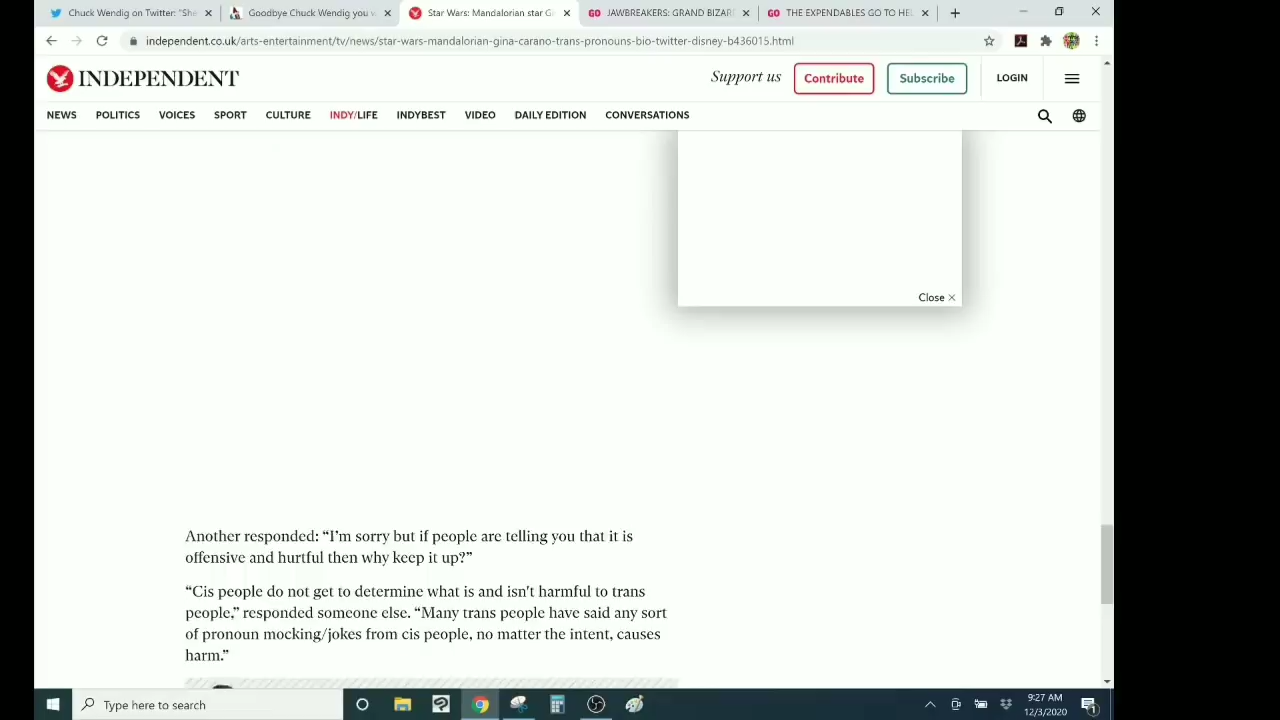 Chuck Wendig on Twitter: "She
Goodbye Chuck Wendig you w
Star Wars: Mandalorian star Gi
GO JAWBREAKERS: GRAND BIZAR
GO THE EXPENDABLES GO TO HEL
independent.co.uk/arts-entertainment/tv/news/star-wars-mandalorian-gina-carano-trans-pronouns-bio-twitter-disney-b436015.html
INDEPENDENT
Support us
Contribute
Subscribe
LOGIN
NEWS POLITICS VOICES SPORT CULTURE INDY/LIFE INDYBEST VIDEO DAILY EDITION CONVERSATIONS
Close ×
Another responded: “I’m sorry but if people are telling you that it is
offensive and hurtful then why keep it up?”
“Cis people do not get to determine what is and isn't harmful to trans
people,” responded someone else. “Many trans people have said any sort
of pronoun mocking/jokes from cis people, no matter the intent, causes
harm.”
Type here to search
9:27 AM
12/3/2020
1